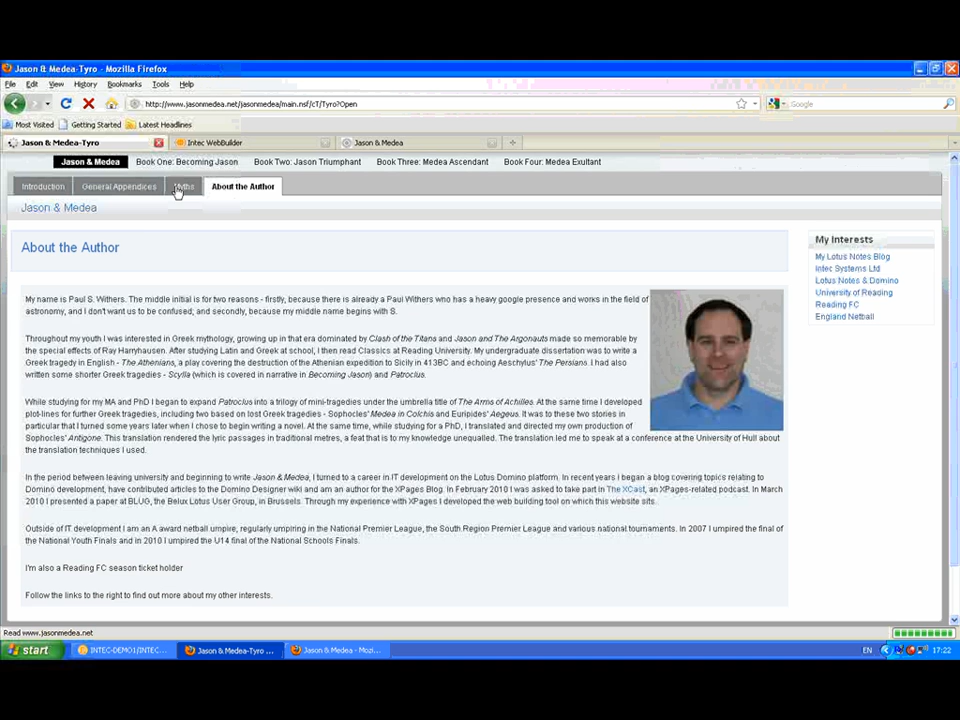 Jason & Medea-Tyro - Mozilla Firefox
File Edit View History Bookmarks Tools Help
http://www.jasonmedea.net/jasonmedea/main.nsf/cT/Tyro?Open
Google
Most Visited Getting Started Latest Headlines
Jason & Medea-Tyro Intec WebBuilder Jason & Medea
Jason & Medea Book One: Becoming Jason Book Two: Jason Triumphant Book Three: Medea Ascendant Book Four: Medea Exultant
Introduction General Appendices Myths About the Author
Jason & Medea
About the Author
My name is Paul S. Withers. The middle initial is for two reasons - firstly, because there is already a Paul Withers who has a heavy google presence and works in the field of
astronomy, and I don't want us to be confused; and secondly, because my middle name begins with S.
Throughout my youth I was interested in Greek mythology, growing up in that era dominated by Clash of the Titans and Jason and The Argonauts made so memorable by
the special effects of Ray Harryhausen. After studying Latin and Greek at school, I then read Classics at Reading University. My undergraduate dissertation was to write a
Greek tragedy in English - The Athenians, a play covering the destruction of the Athenian expedition to Sicily in 413BC and echoing Aeschylus' The Persians. I had also
written some shorter Greek tragedies - Scylla (which is covered in narrative in Becoming Jason) and Patroclus.
While studying for my MA and PhD I began to expand Patroclus into a trilogy of mini-tragedies under the umbrella title of The Arms of Achilles. At the same time I developed
plot-lines for further Greek tragedies, including two based on lost Greek tragedies - Sophocles' Medea in Colchis and Euripides' Aegeus. It was to these two stories in
particular that I turned some years later when I chose to begin writing a novel. At the same time, while studying for a PhD, I translated and directed my own production of
Sophocles' Antigone. This translation rendered the lyric passages in traditional metres, a feat that is to my knowledge unequalled. The translation led me to speak at a conference at the University of Hull about
the translation techniques I used.
In the period between leaving university and beginning to write Jason & Medea, I turned to a career in IT development on the Lotus Domino platform. In recent years I began a blog covering topics relating to
Domino development, have contributed articles to the Domino Designer wiki and am an author for the XPages Blog. In February 2010 I was asked to take part in The XCast, an XPages-related podcast. In March
2010 I presented a paper at BLUG, the Belux Lotus User Group, in Brussels. Through my experience with XPages I developed the web building tool on which this website sits.
Outside of IT development I am an A award netball umpire, regularly umpiring in the National Premier League, the South Region Premier League and various national tournaments. In 2007 I umpired the final of
the National Youth Finals and in 2010 I umpired the U14 final of the National Schools Finals.
I'm also a Reading FC season ticket holder
Follow the links to the right to find out more about my other interests.
My Interests
My Lotus Notes Blog
Intec Systems Ltd
Lotus Notes & Domino
University of Reading
Reading FC
England Netball
Read www.jasonmedea.net
start INTEC-DEMO1/INTEC... Jason & Medea-Tyro ... Jason & Medea - Mozi... EN 17:22